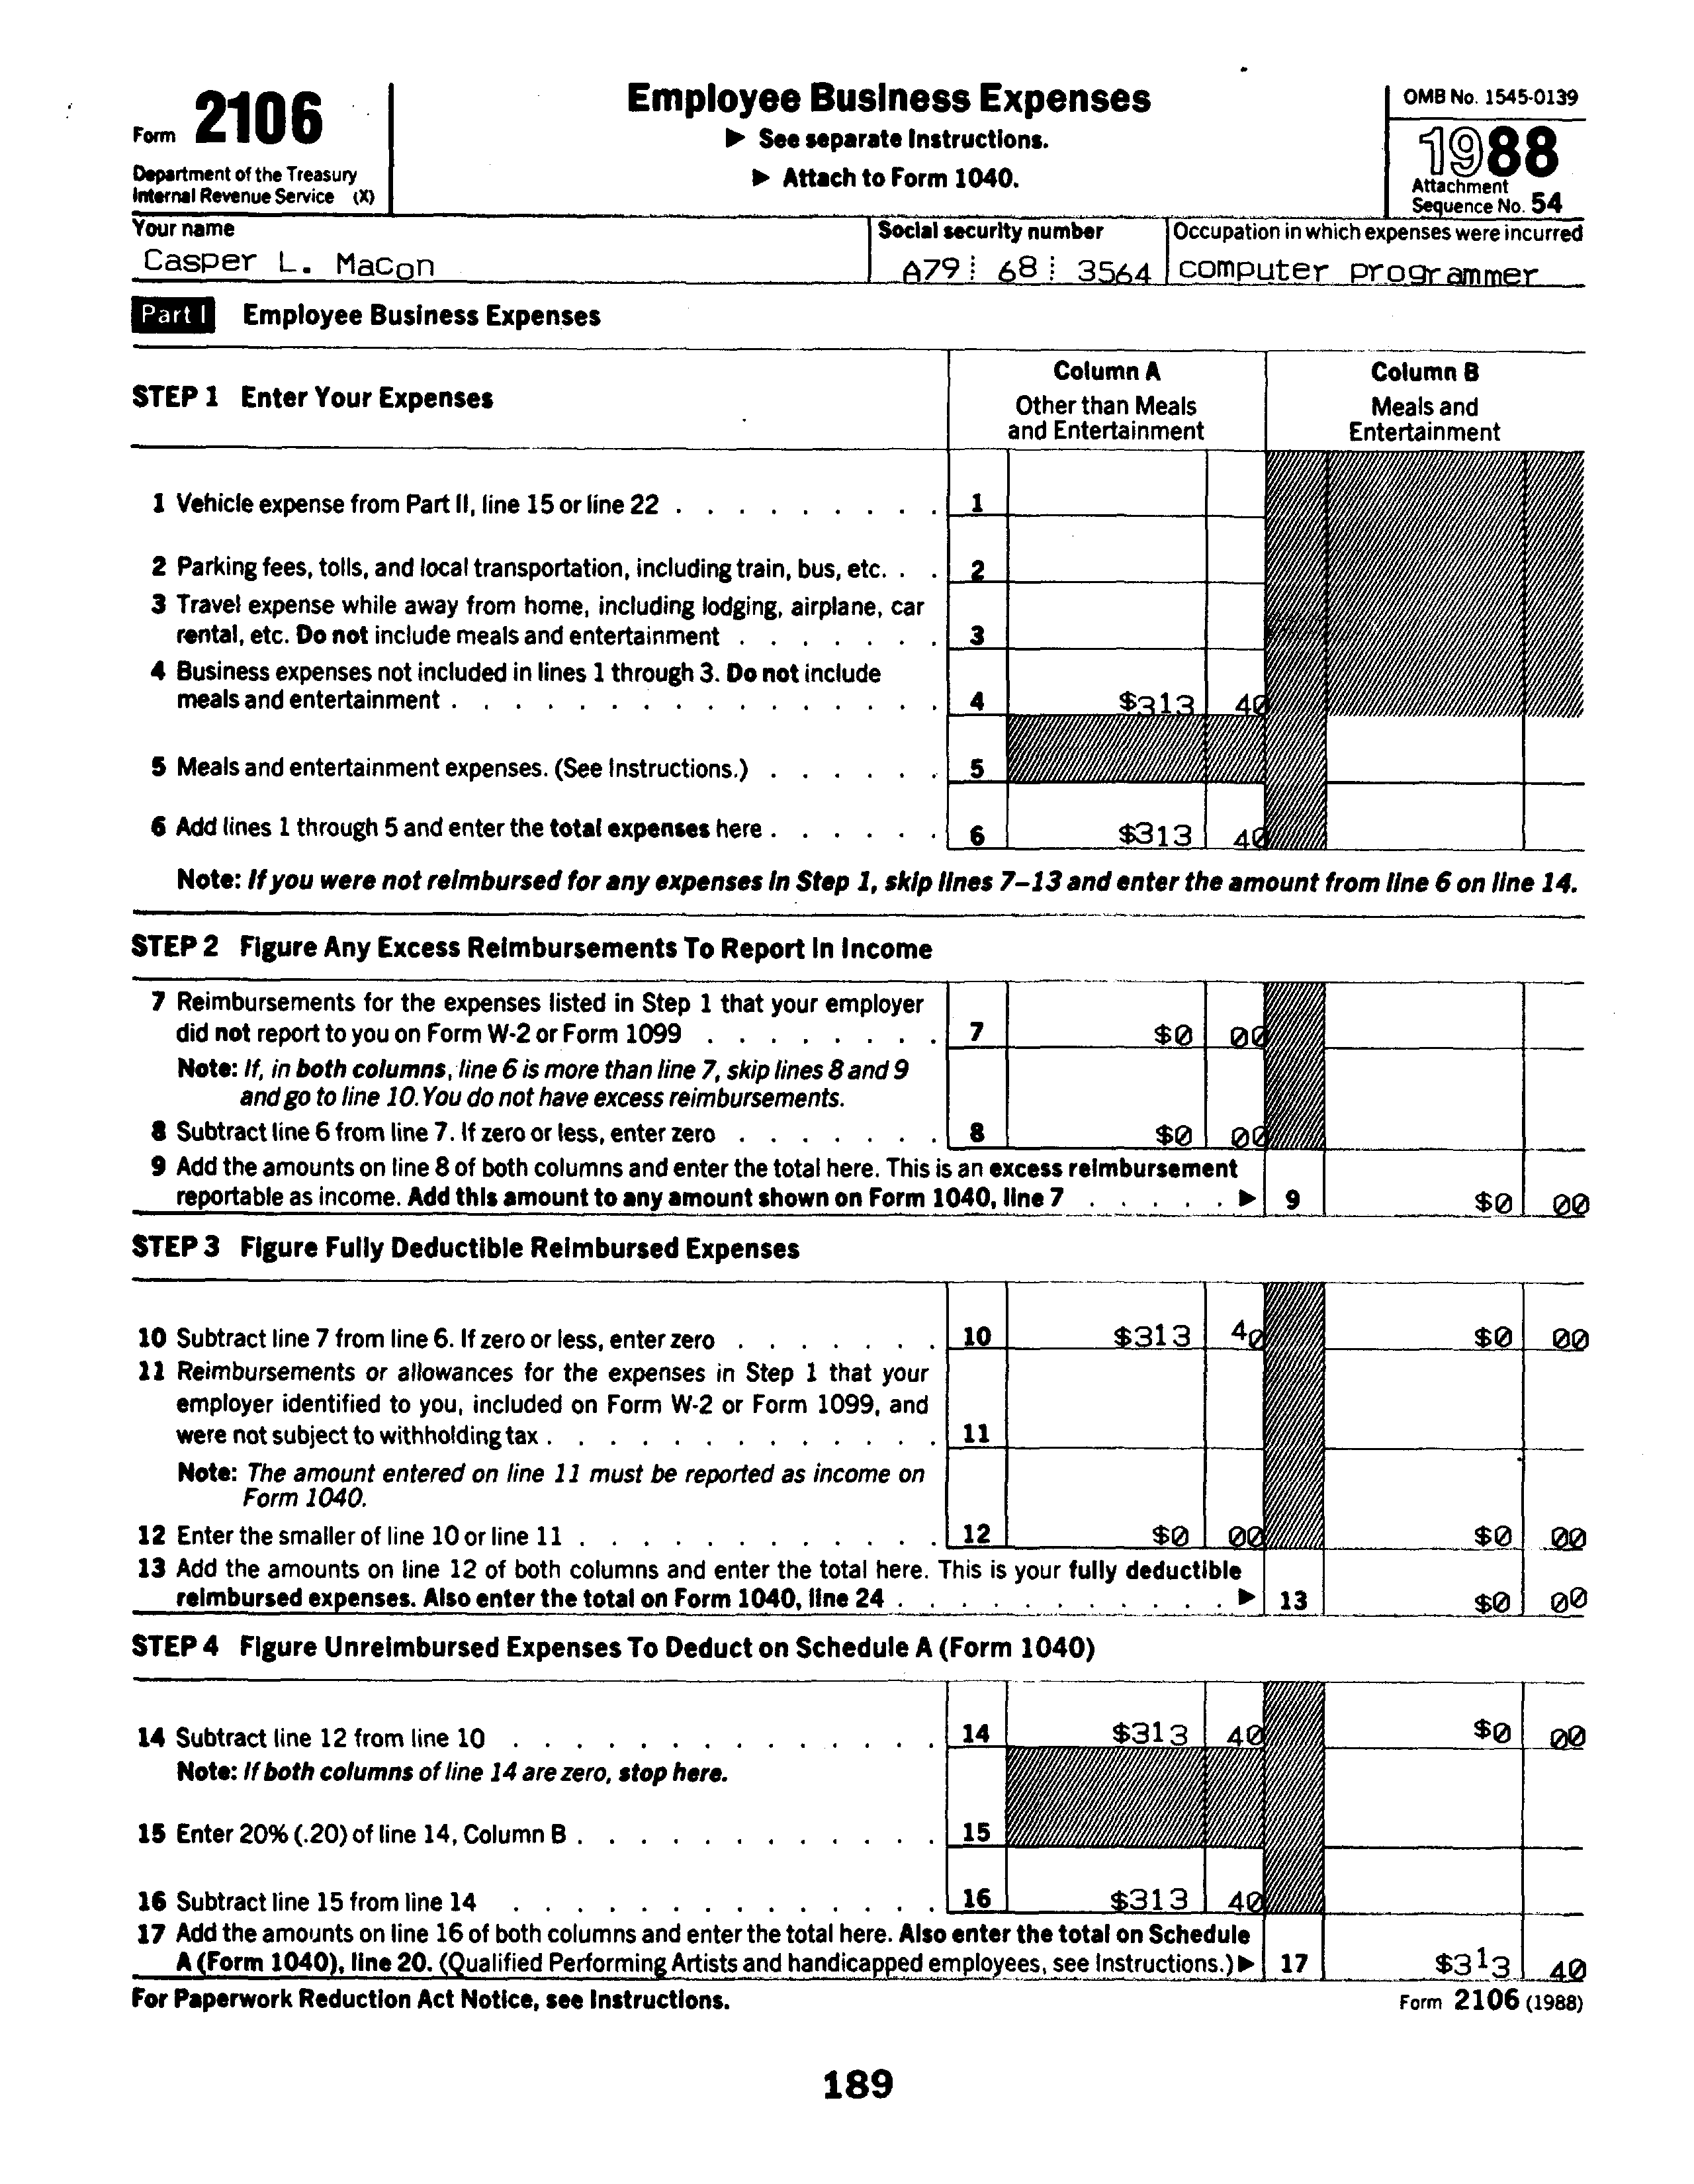 Form 2106
Department of the Treasury
Internal Revenue Service (X)
Employee Business Expenses
▶ See separate Instructions.
▶ Attach to Form 1040.
OMB No. 1545-0139
1988
Attachment
Sequence No. 54
Your name
Casper L. MaCon
Social security number
A79 68 3564
Occupation in which expenses were incurred
computer programmer
Part I Employee Business Expenses
STEP 1 Enter Your Expenses
Column A
Other than Meals
and Entertainment
Column B
Meals and
Entertainment
1 Vehicle expense from Part II, line 15 or line 22 . . . . . . . . . 1
2 Parking fees, tolls, and local transportation, including train, bus, etc. . . 2
3 Travel expense while away from home, including lodging, airplane, car
rental, etc. Do not include meals and entertainment . . . . . . . 3
4 Business expenses not included in lines 1 through 3. Do not include
meals and entertainment . . . . . . . . . . . . . . . . 4 $313 40
5 Meals and entertainment expenses. (See Instructions.) . . . . . . 5
6 Add lines 1 through 5 and enter the total expenses here . . . . . . 6 $313 40
Note: If you were not reimbursed for any expenses in Step 1, skip lines 7–13 and enter the amount from line 6 on line 14.
STEP 2 Figure Any Excess Reimbursements To Report In Income
7 Reimbursements for the expenses listed in Step 1 that your employer
did not report to you on Form W-2 or Form 1099 . . . . . . . . 7 $0 00
Note: If, in both columns, line 6 is more than line 7, skip lines 8 and 9
and go to line 10. You do not have excess reimbursements.
8 Subtract line 6 from line 7. If zero or less, enter zero . . . . . . . 8 $0 00
9 Add the amounts on line 8 of both columns and enter the total here. This is an excess reimbursement
reportable as income. Add this amount to any amount shown on Form 1040, line 7 . . . . . ▶ 9 $0 00
STEP 3 Figure Fully Deductible Reimbursed Expenses
10 Subtract line 7 from line 6. If zero or less, enter zero . . . . . . . 10 $313 40 $0 00
11 Reimbursements or allowances for the expenses in Step 1 that your
employer identified to you, included on Form W-2 or Form 1099, and
were not subject to withholding tax . . . . . . . . . . . . . 11
Note: The amount entered on line 11 must be reported as income on
Form 1040.
12 Enter the smaller of line 10 or line 11 . . . . . . . . . . . . 12 $0 00 $0 00
13 Add the amounts on line 12 of both columns and enter the total here. This is your fully deductible
reimbursed expenses. Also enter the total on Form 1040, line 24 . . . . . . . . . . . ▶ 13 $0 00
STEP 4 Figure Unreimbursed Expenses To Deduct on Schedule A (Form 1040)
14 Subtract line 12 from line 10 . . . . . . . . . . . . . . 14 $313 40 $0 00
Note: If both columns of line 14 are zero, stop here.
15 Enter 20% (.20) of line 14, Column B . . . . . . . . . . . . 15
16 Subtract line 15 from line 14 . . . . . . . . . . . . . . 16 $313 40
17 Add the amounts on line 16 of both columns and enter the total here. Also enter the total on Schedule
A (Form 1040), line 20. (Qualified Performing Artists and handicapped employees, see Instructions.) ▶ 17 $313 40
For Paperwork Reduction Act Notice, see Instructions.
Form 2106 (1988)
189